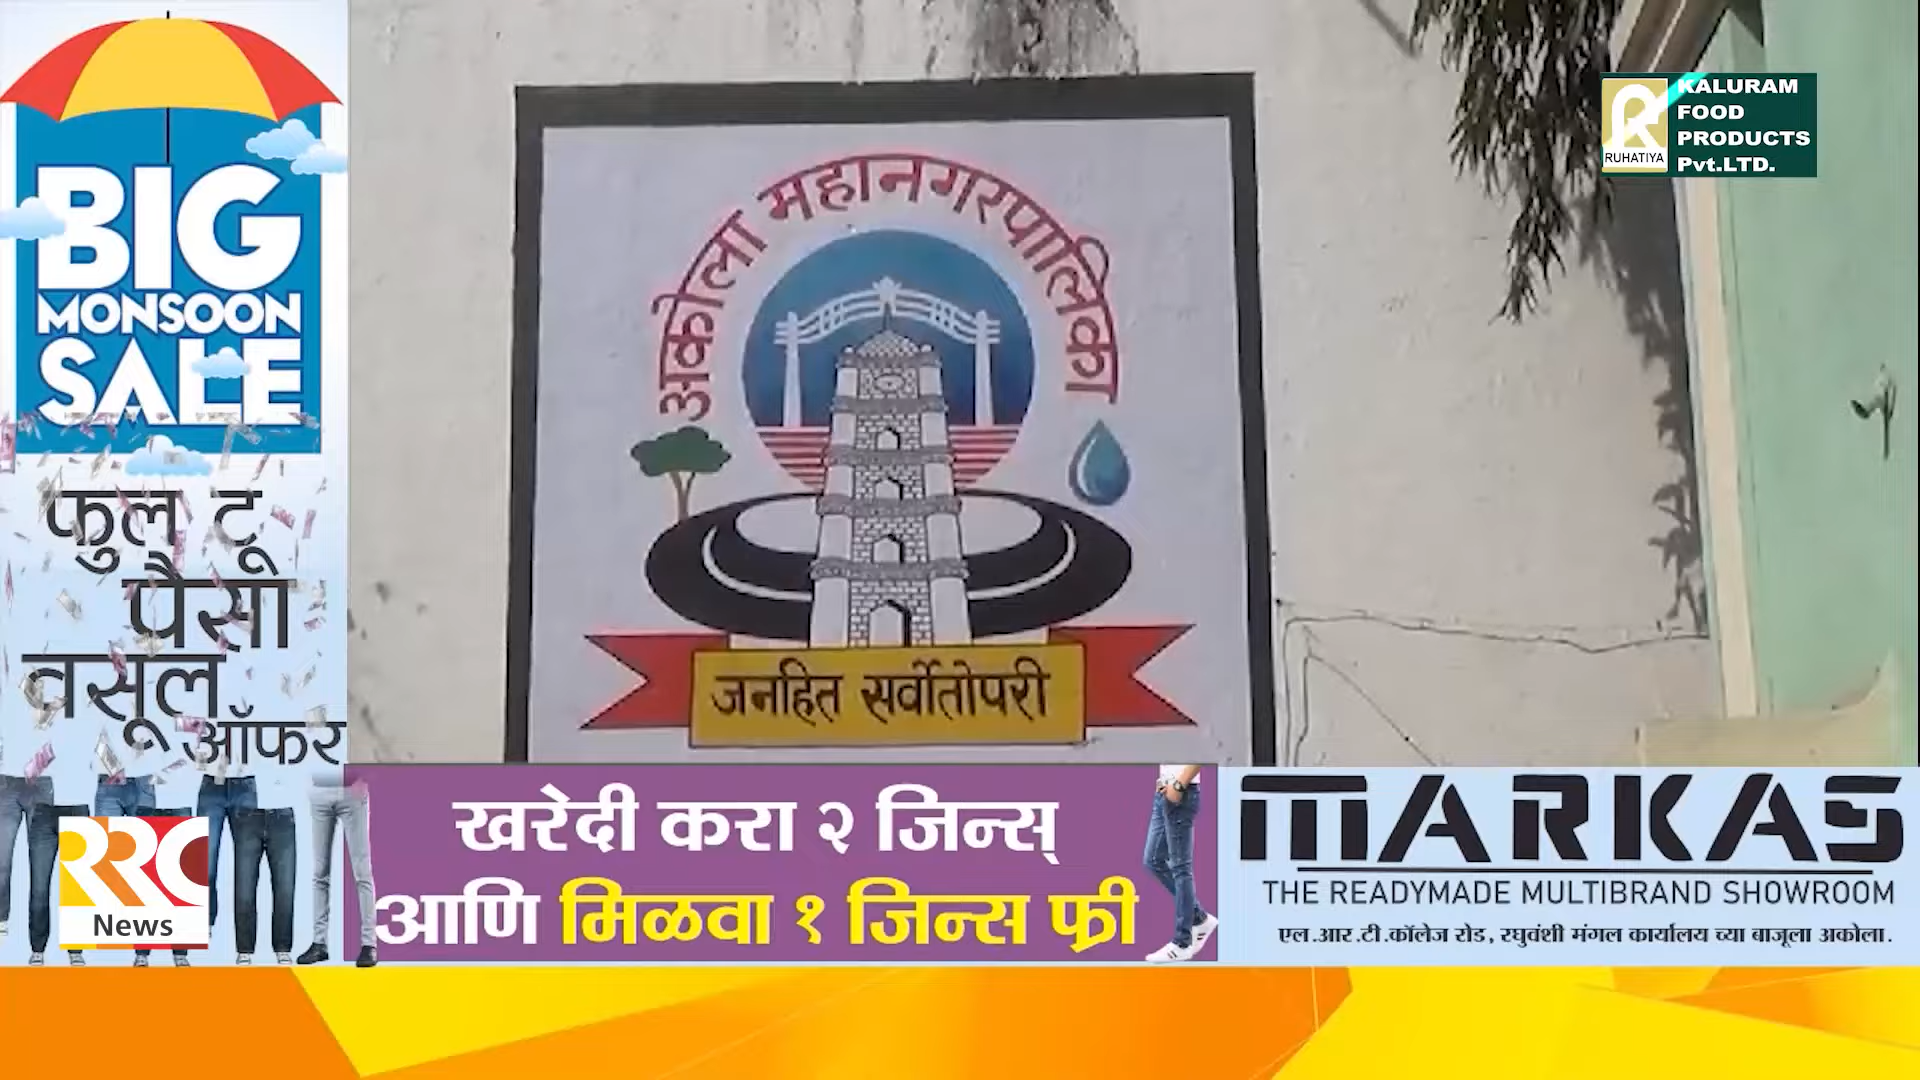 BIG
MONSOON
SALE
फुल टू
पैसा
वसूल
ऑफर
RRC
News
अकोला महानगरपालिका
जनहित सर्वोतोपरी
R
RUHATIYA
KALURAM
FOOD
PRODUCTS
Pvt.LTD.
खरेदी करा २ जिन्स्
आणि मिळवा १ जिन्स फ्री
MARKAS
THE READYMADE MULTIBRAND SHOWROOM
एल.आर.टी.कॉलेज रोड, रघुवंशी मंगल कार्यालय च्या बाजूला अकोला.